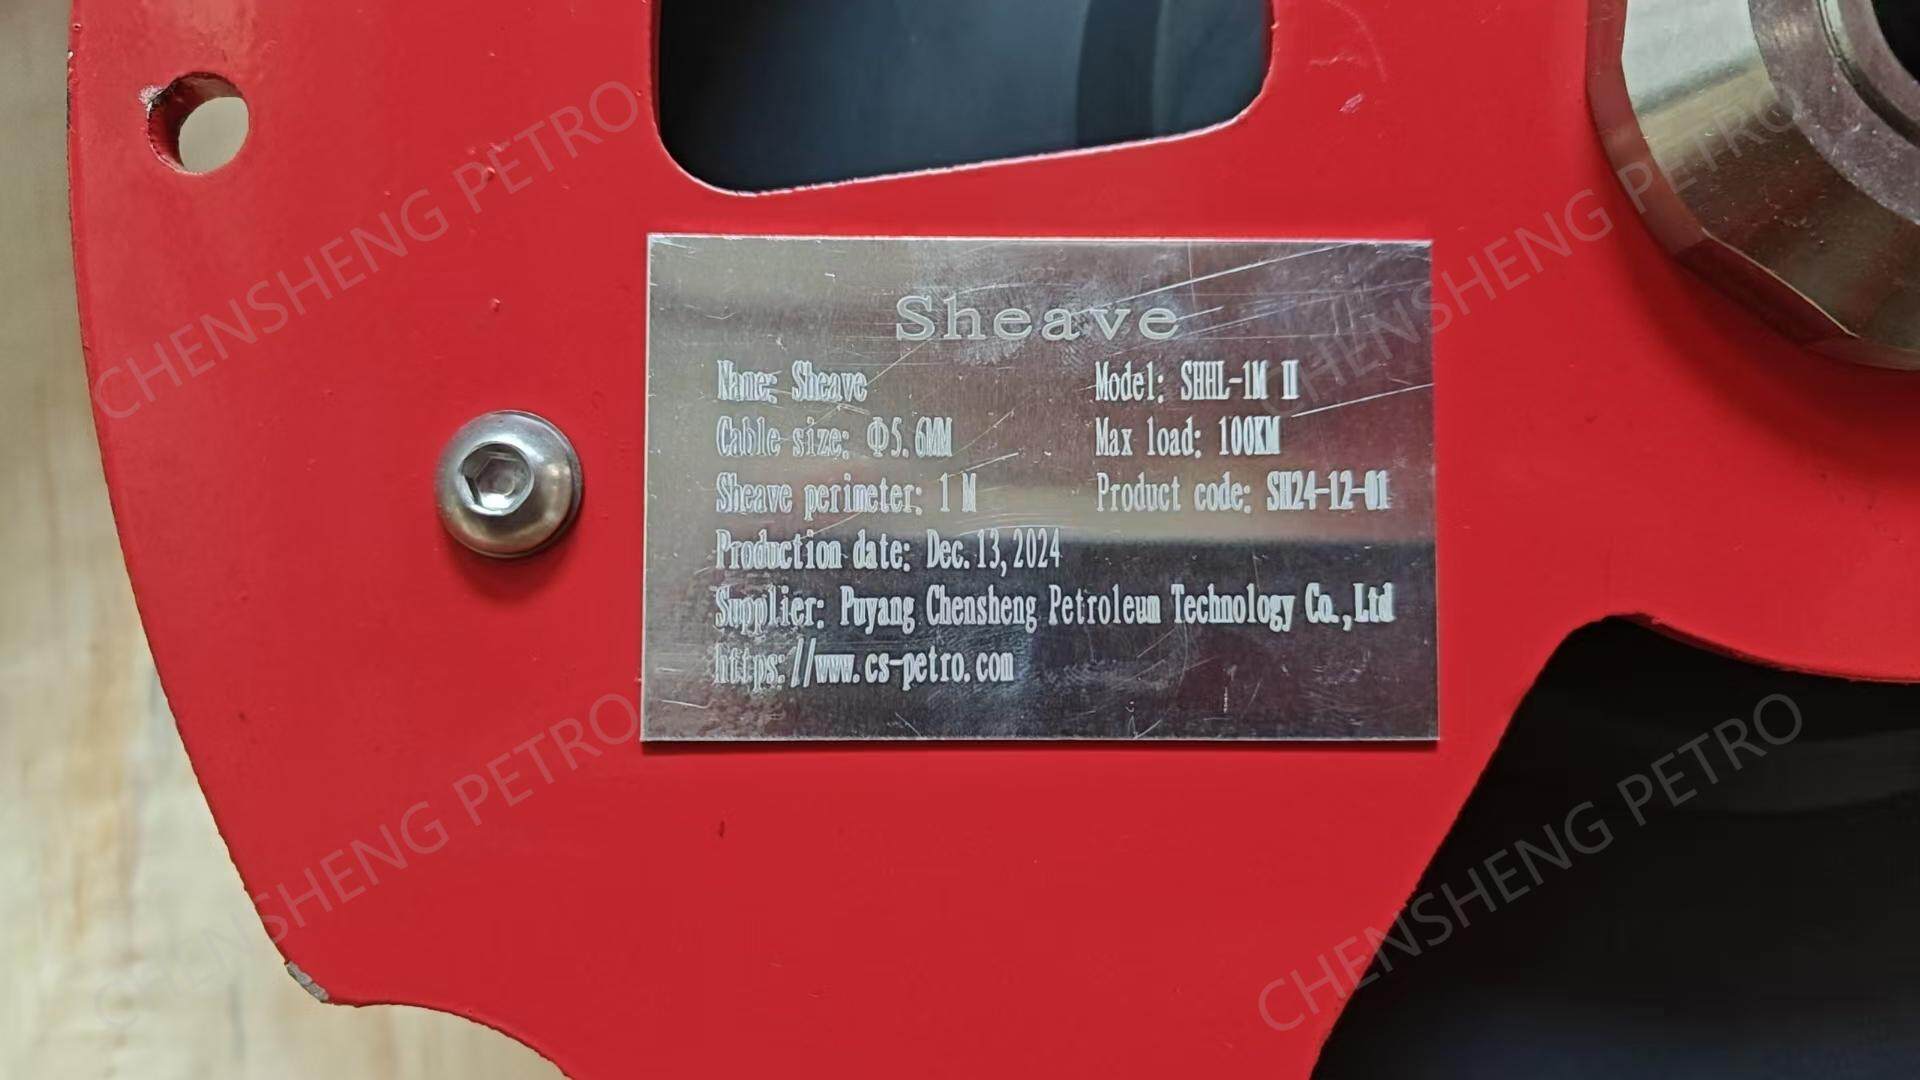 Sheave
Name: Sheave Model: SHHL-1M Ⅱ
Cable size: Φ5.6MM Max load: 100KM
Sheave perimeter: 1 M Product code: SH24-12-01
Production date: Dec.13,2024
Supplier: Puyang Chensheng Petroleum Technology Co.,Ltd
https://www.cs-petro.com
CHENSHENG PETRO
CHENSHENG PETRO
CHENSHENG PETRO
CHENSHENG PETRO